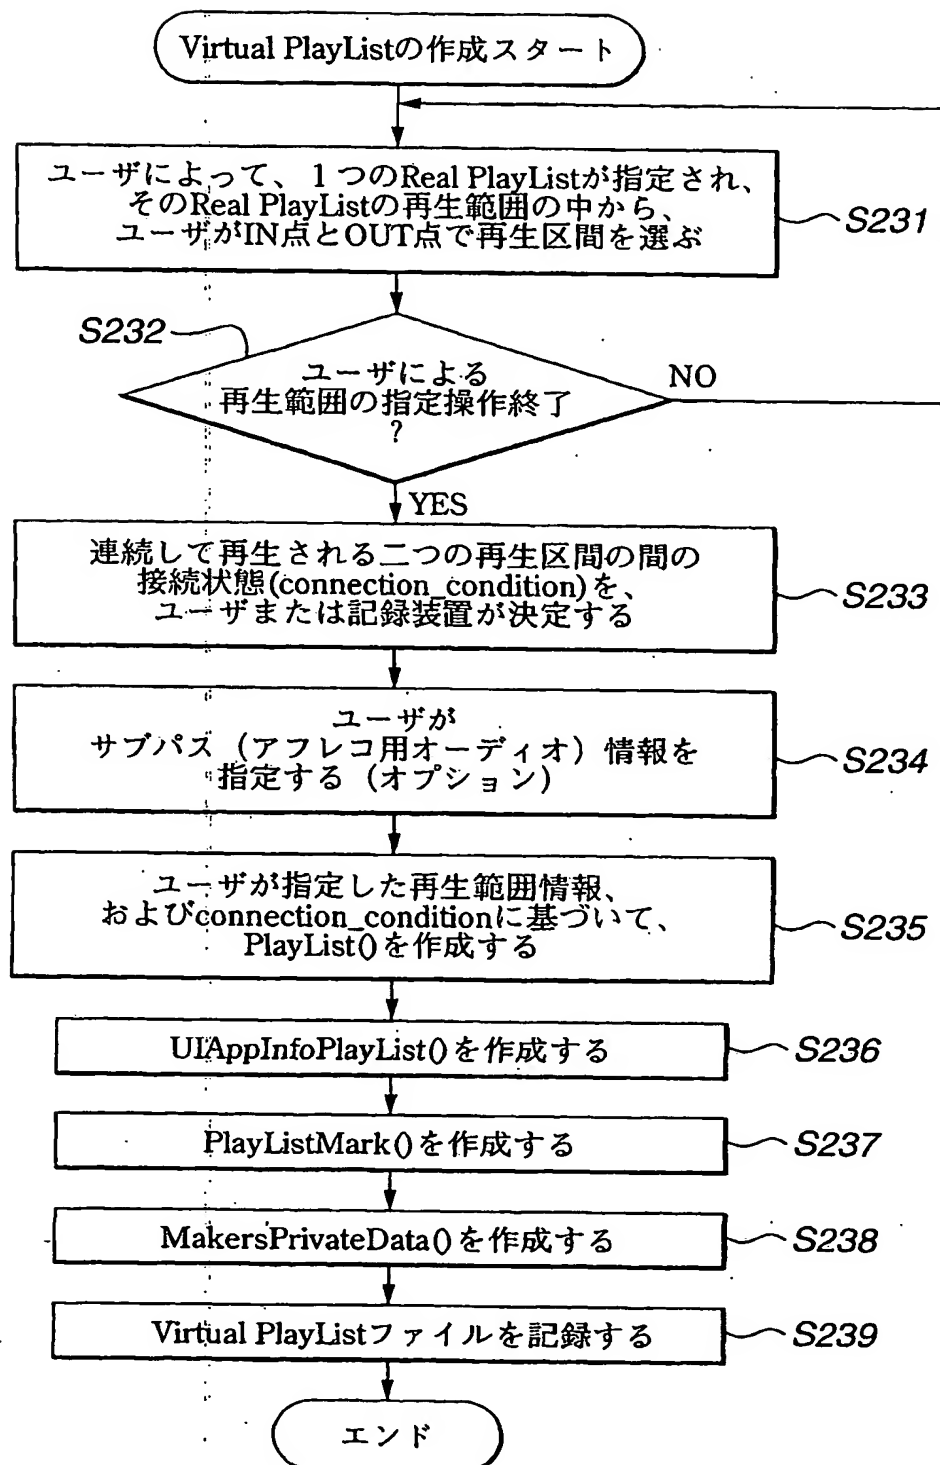 Virtual PlayListの作成スタート
ユーザによって、1つのReal PlayListが指定され、
そのReal PlayListの再生範囲の中から、
ユーザがIN点とOUT点で再生区間を選ぶ
S231
S232
ユーザによる
再生範囲の指定操作終了
?
NO
YES
連続して再生される二つの再生区間の間の
接続状態(connection_condition)を、
ユーザまたは記録装置が決定する
S233
ユーザが
サブパス（アフレコ用オーディオ）情報を
指定する（オプション）
S234
ユーザが指定した再生範囲情報、
およびconnection_conditionに基づいて、
PlayList()を作成する
S235
UIAppInfoPlayList()を作成する
S236
PlayListMark()を作成する
S237
MakersPrivateData()を作成する
S238
Virtual PlayListファイルを記録する
S239
エンド